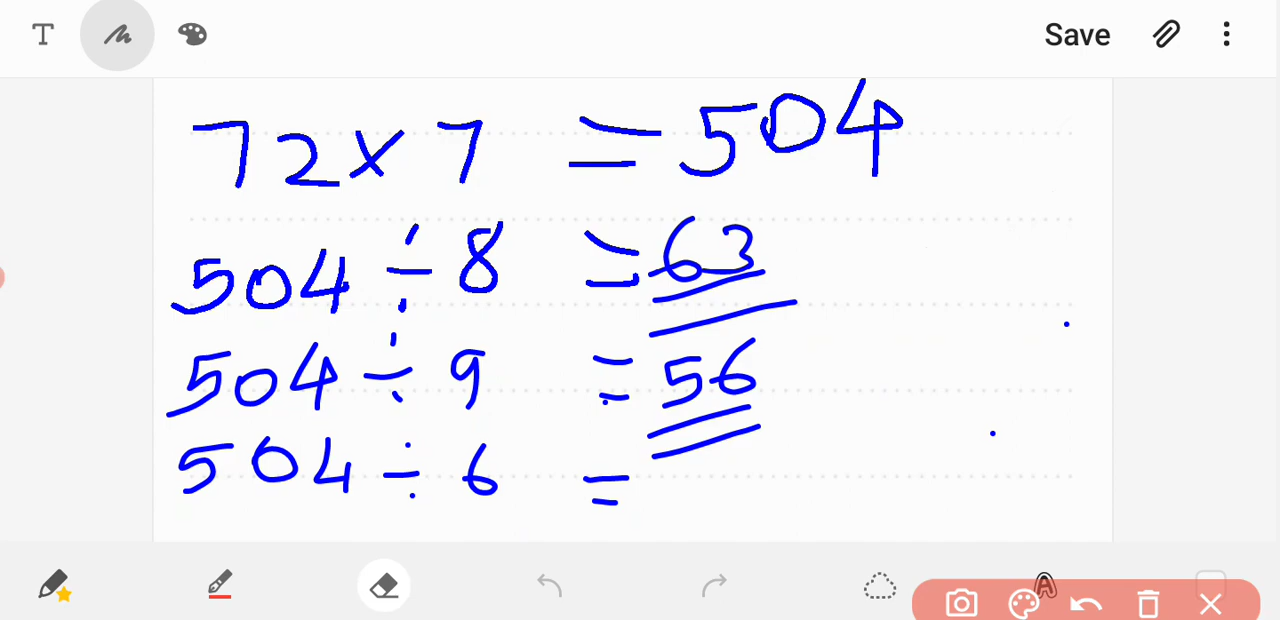 T Save
72 × 7 = 504
504 ÷ 8 = 63
504 ÷ 9 = 56
504 ÷ 6 =
A